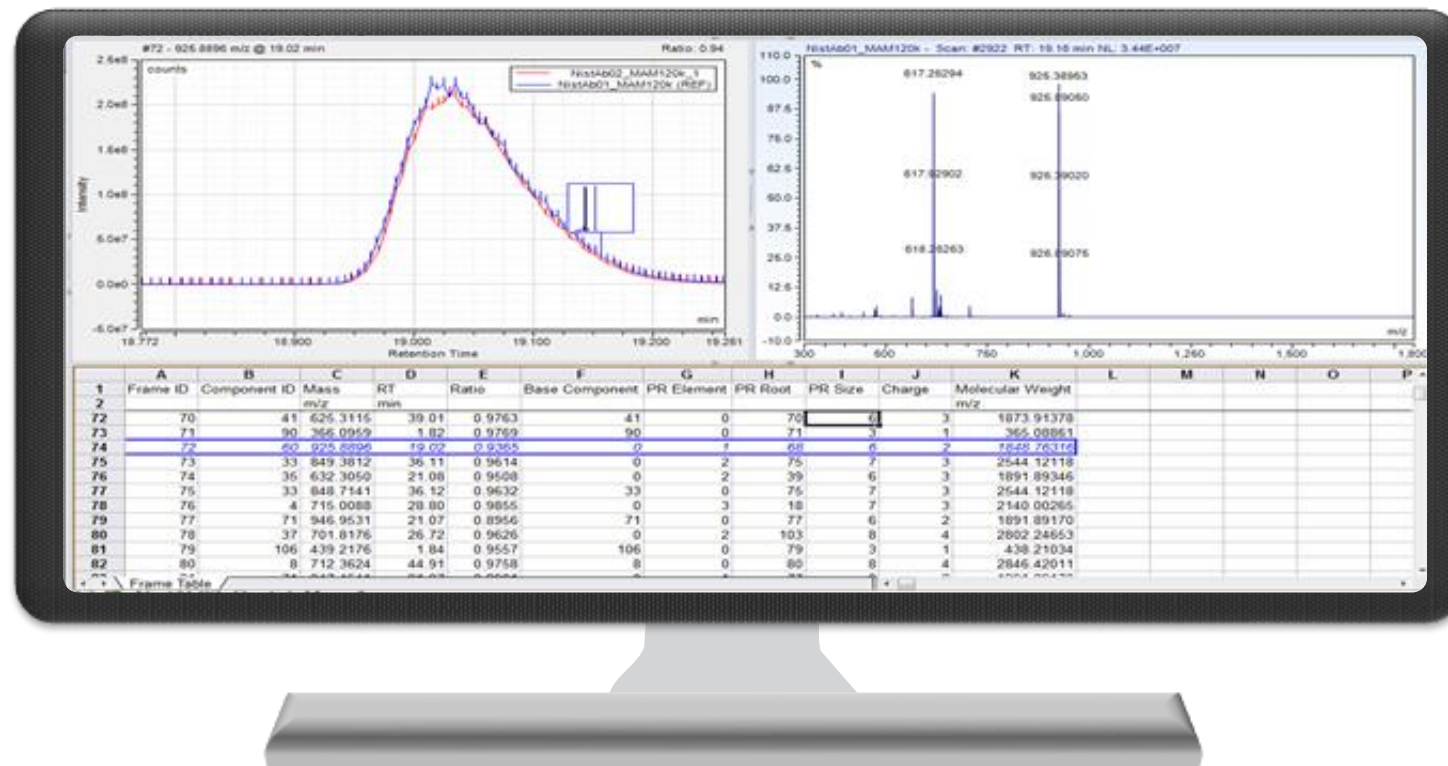 #72 - 925.8896 m/z @ 19.02 min Ratio: 0.94
counts
NistAb02_MAM120k_1
NistAb01_MAM120k (REF)
2.5e8
2.0e8
1.5e8
1.0e8
5.0e7
0.0e0
-5.0e7
Intensity
min
18.772 18.900 19.000 19.100 19.200 19.261
Retention Time
NistAb01_MAM120k - Scan: #2922 RT: 19.16 min NL: 3.44E+007
%
110.0
100.0
87.5
75.0
62.5
50.0
37.5
25.0
12.5
0.0
-10.0
617.28294 925.38953
925.89060
617.62902 926.39020
618.26263 926.89075
m/z
300 500 750 1,000 1,250 1,500 1,800
A B C D E F G H I J K L M N O P
1 Frame ID Component ID Mass RT Ratio Base Component PR Element PR Root PR Size Charge Molecular Weight
2 m/z min m/z
72 70 41 625.3115 39.01 0.9763 41 0 70 6 3 1873.91378
73 71 90 366.0959 1.82 0.9769 90 0 71 3 1 365.08861
74 72 60 925.8896 19.02 0.9365 0 1 68 6 2 1848.76316
75 73 33 849.3812 36.11 0.9614 0 2 75 7 3 2544.12118
76 74 35 632.3050 21.08 0.9508 0 2 39 6 3 1891.89346
77 75 33 848.7141 36.12 0.9632 33 0 75 7 3 2544.12118
78 76 4 715.0088 28.80 0.9855 0 3 18 7 3 2140.00265
79 77 71 946.9531 21.07 0.8956 71 0 77 6 2 1891.89170
80 78 37 701.8176 26.72 0.9626 0 2 103 8 4 2802.24653
81 79 106 439.2176 1.84 0.9557 106 0 79 3 1 438.21034
82 80 8 712.3624 44.91 0.9758 8 0 80 8 4 2846.42011
Frame Table